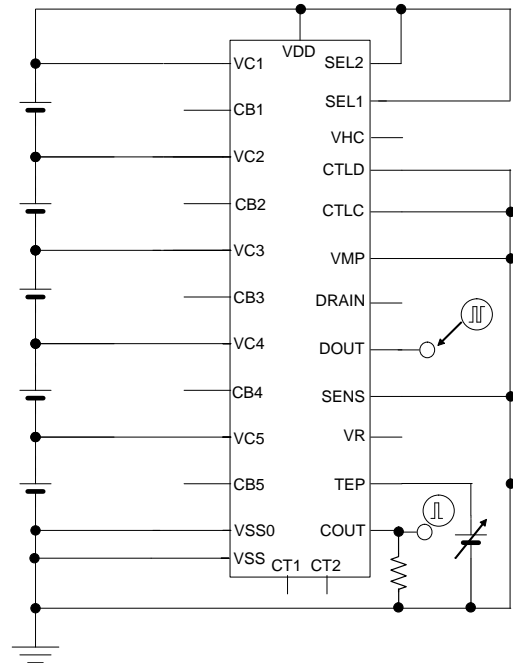 VDD
VC1
CB1
VC2
CB2
VC3
CB3
VC4
CB4
VC5
CB5
VSS0
VSS
CT1 CT2
SEL2
SEL1
VHC
CTLD
CTLC
VMP
DRAIN
DOUT
SENS
VR
TEP
COUT